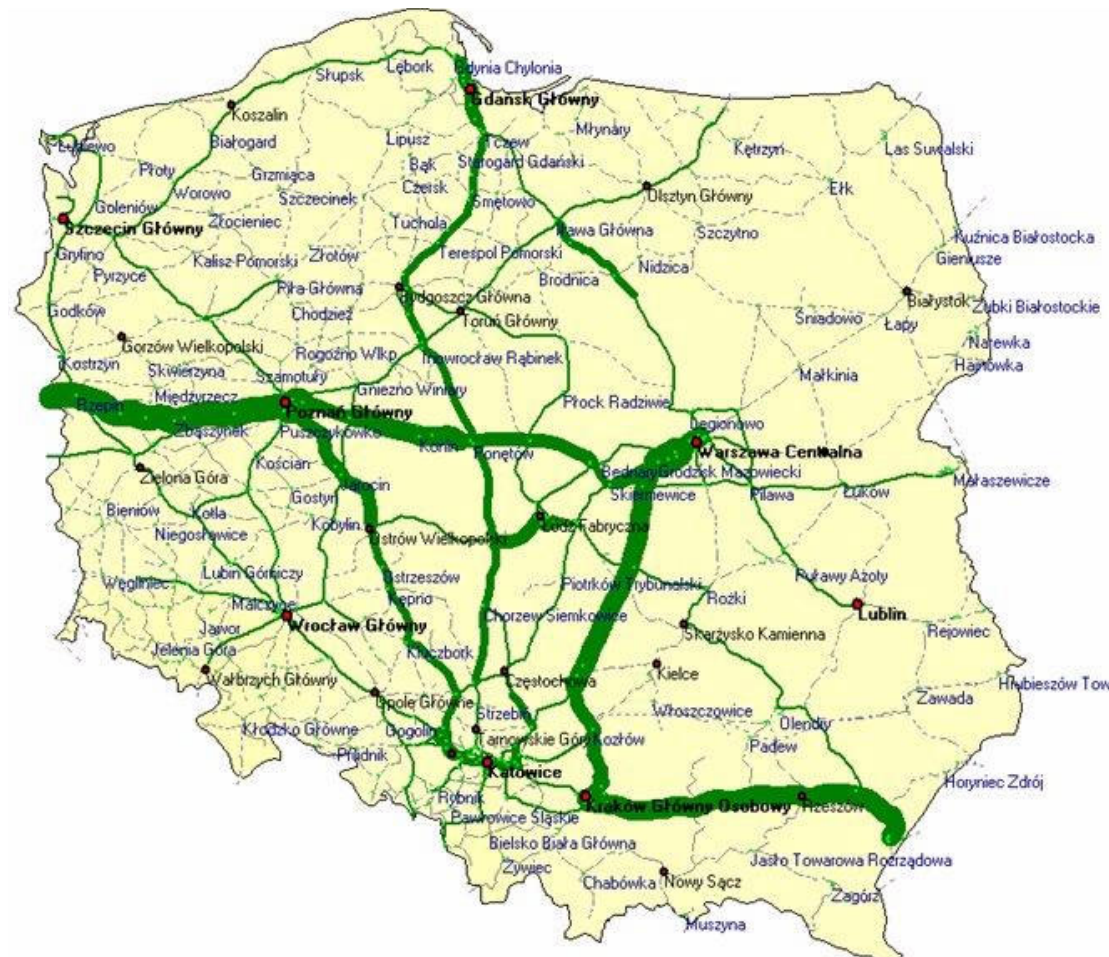 Gdynia Chylonia
Lębork
Słupsk
Gdańsk Główny
Koszalin
Młynary
Białogard
Lipusz
Tczew
Kętrzyn
Las Suwalski
Płoty
Grzmiąca
Bąk
Starogard Gdański
Czersk
Ełk
Worowo
Szczecinek
Smętowo
Olsztyn Główny
Goleniów
Złocieniec
Tuchola
Szczecin Główny
Iława Główna
Szczytno
Kuźnica Białostocka
Gryfino
Złotów
Terespol Pomorski
Gieniusze
Kalisz Pomorski
Nidzica
Pyrzyce
Brodnica
Piła Główna
Bydgoszcz Główna
Białystok
Godków
Chodzież
Toruń Główny
Śniadowo
Zubki Białostockie
Łapy
Gorzów Wielkopolski
Narewka
Rogoźno Wlkp
Inowrocław Rąbinek
Kostrzyn
Skwierzyna
Hajnówka
Szamotuły
Małkinia
Gniezno Winiary
Międzyrzecz
Płock Radziwie
Rzepin
Poznań Główny
Legionowo
Zbąszynek
Puszczykówko
Konin
Warszawa Centralna
Ponętów
Kościan
Bednary
Grodzisk Mazowiecki
Zielona Góra
Jarocin
Małaszewicze
Skierniewice
Pilawa
Łuków
Gostyń
Bieniów
Kotla
Kobylin
Łódź Fabryczna
Niegosławice
Ostrów Wielkopolski
Puławy Azoty
Węgliniec
Lubin Górniczy
Ostrzeszów
Piotrków Trybunalski
Kępno
Rożki
Malczyce
Chorzew Siemkowice
Lublin
Wrocław Główny
Jawor
Skarżysko Kamienna
Rejowiec
Jelenia Góra
Kluczbork
Wałbrzych Główny
Częstochowa
Kielce
Hrubieszów Tow
Opole Główne
Zawada
Strzebiń
Włoszczowice
Kłodzko Główne
Gogolin
Olendry
Tarnowskie Góry
Kozłów
Prudnik
Padew
Katowice
Horyniec Zdrój
Rybnik
Kraków Główny Osobowy
Rzeszów
Pawłowice Śląskie
Bielsko Biała Główna
Jasło Towarowa Rozrządowa
Żywiec
Chabówka
Nowy Sącz
Zagórz
Muszyna